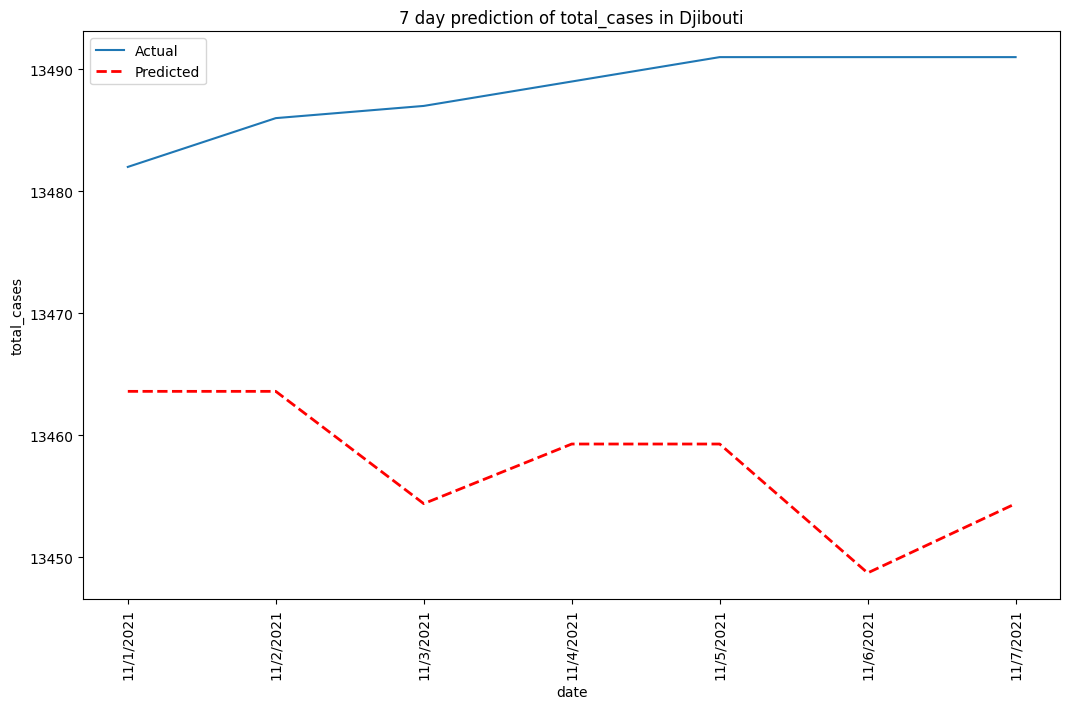 7 day prediction of total_cases in Djibouti
Actual
Predicted
total_cases
13490
13480
13470
13460
13450
11/1/2021
11/2/2021
11/3/2021
11/4/2021
11/5/2021
11/6/2021
11/7/2021
date